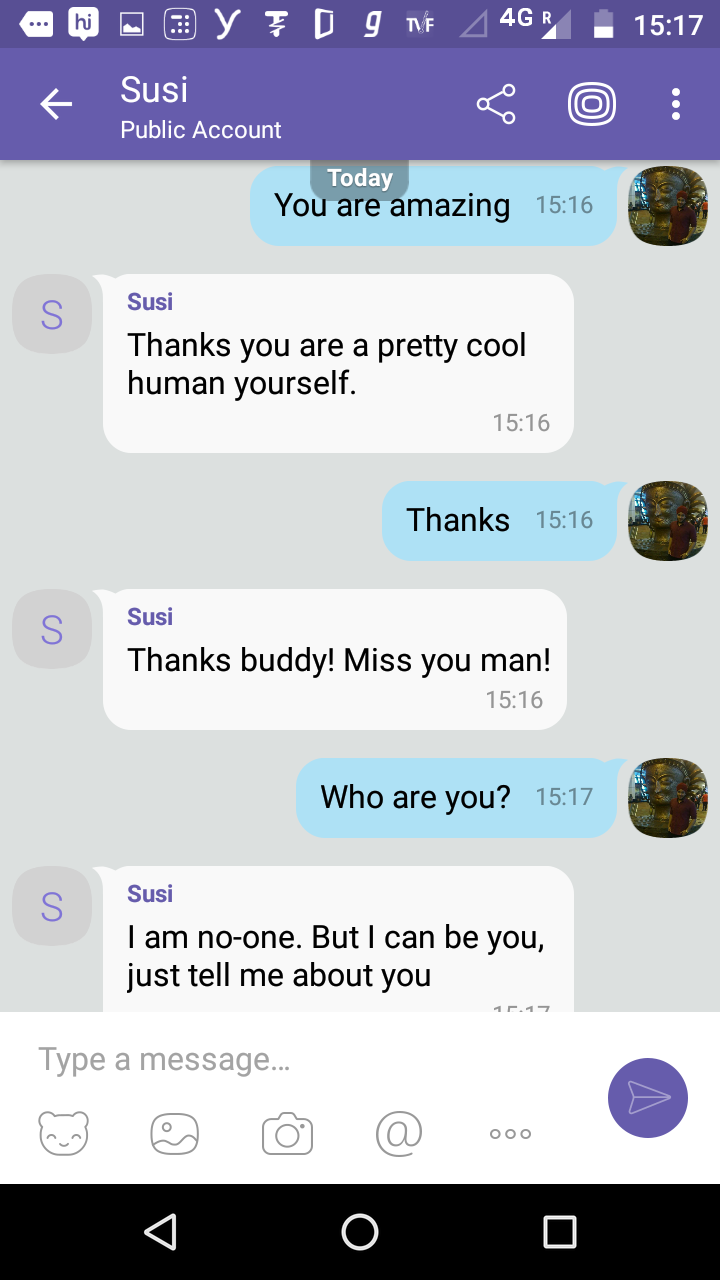 hi
y
g
TVF
4G R
15:17
Susi
Public Account
Today
You are amazing 15:16
S
Susi
Thanks you are a pretty cool
human yourself.
15:16
Thanks 15:16
S
Susi
Thanks buddy! Miss you man!
15:16
Who are you? 15:17
S
Susi
I am no-one. But I can be you,
just tell me about you
15:17
Type a message...
@